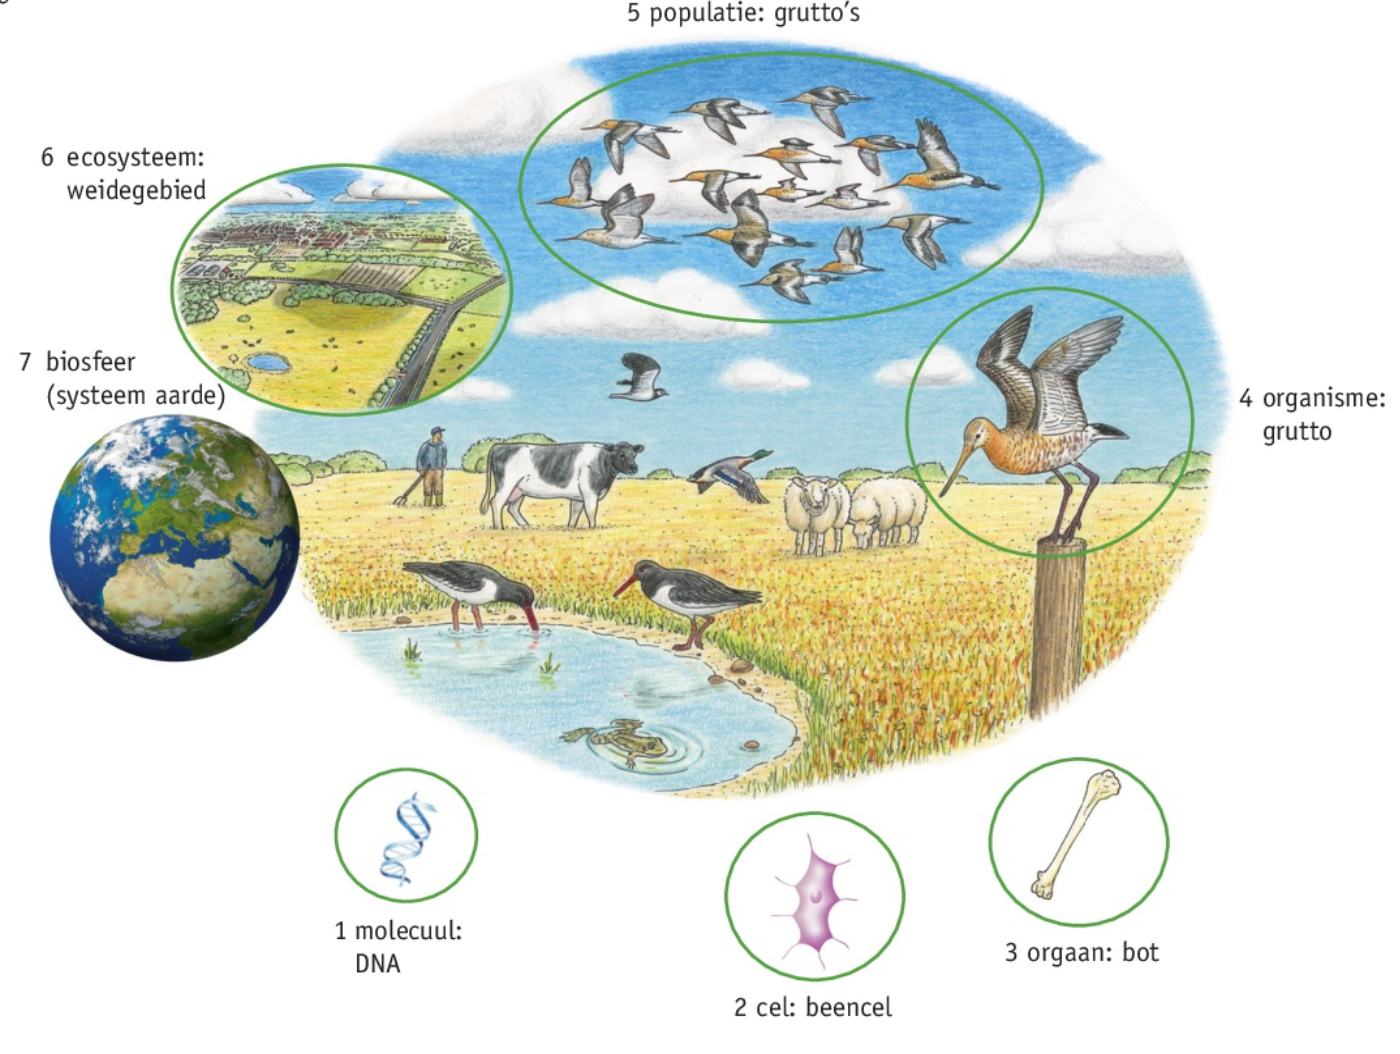 5 populatie: grutto's
6 ecosysteem:
weidegebied
7 biosfeer
(systeem aarde)
4 organisme:
grutto
1 molecuul:
DNA
2 cel: beencel
3 orgaan: bot